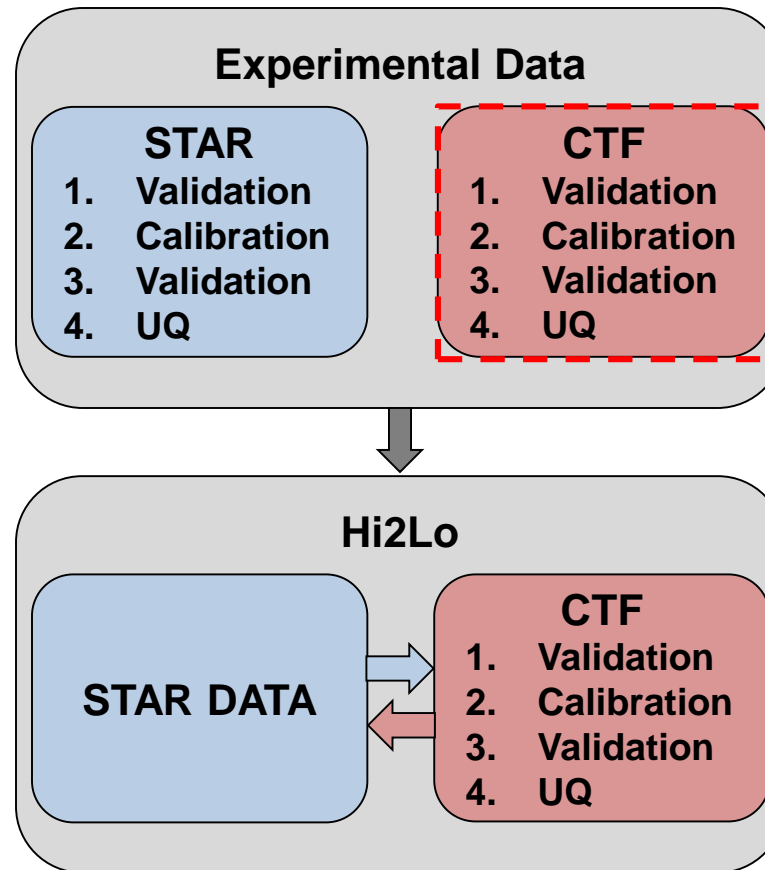 Experimental Data
STAR
1. Validation
2. Calibration
3. Validation
4. UQ
CTF
1. Validation
2. Calibration
3. Validation
4. UQ
Hi2Lo
STAR DATA
CTF
1. Validation
2. Calibration
3. Validation
4. UQ